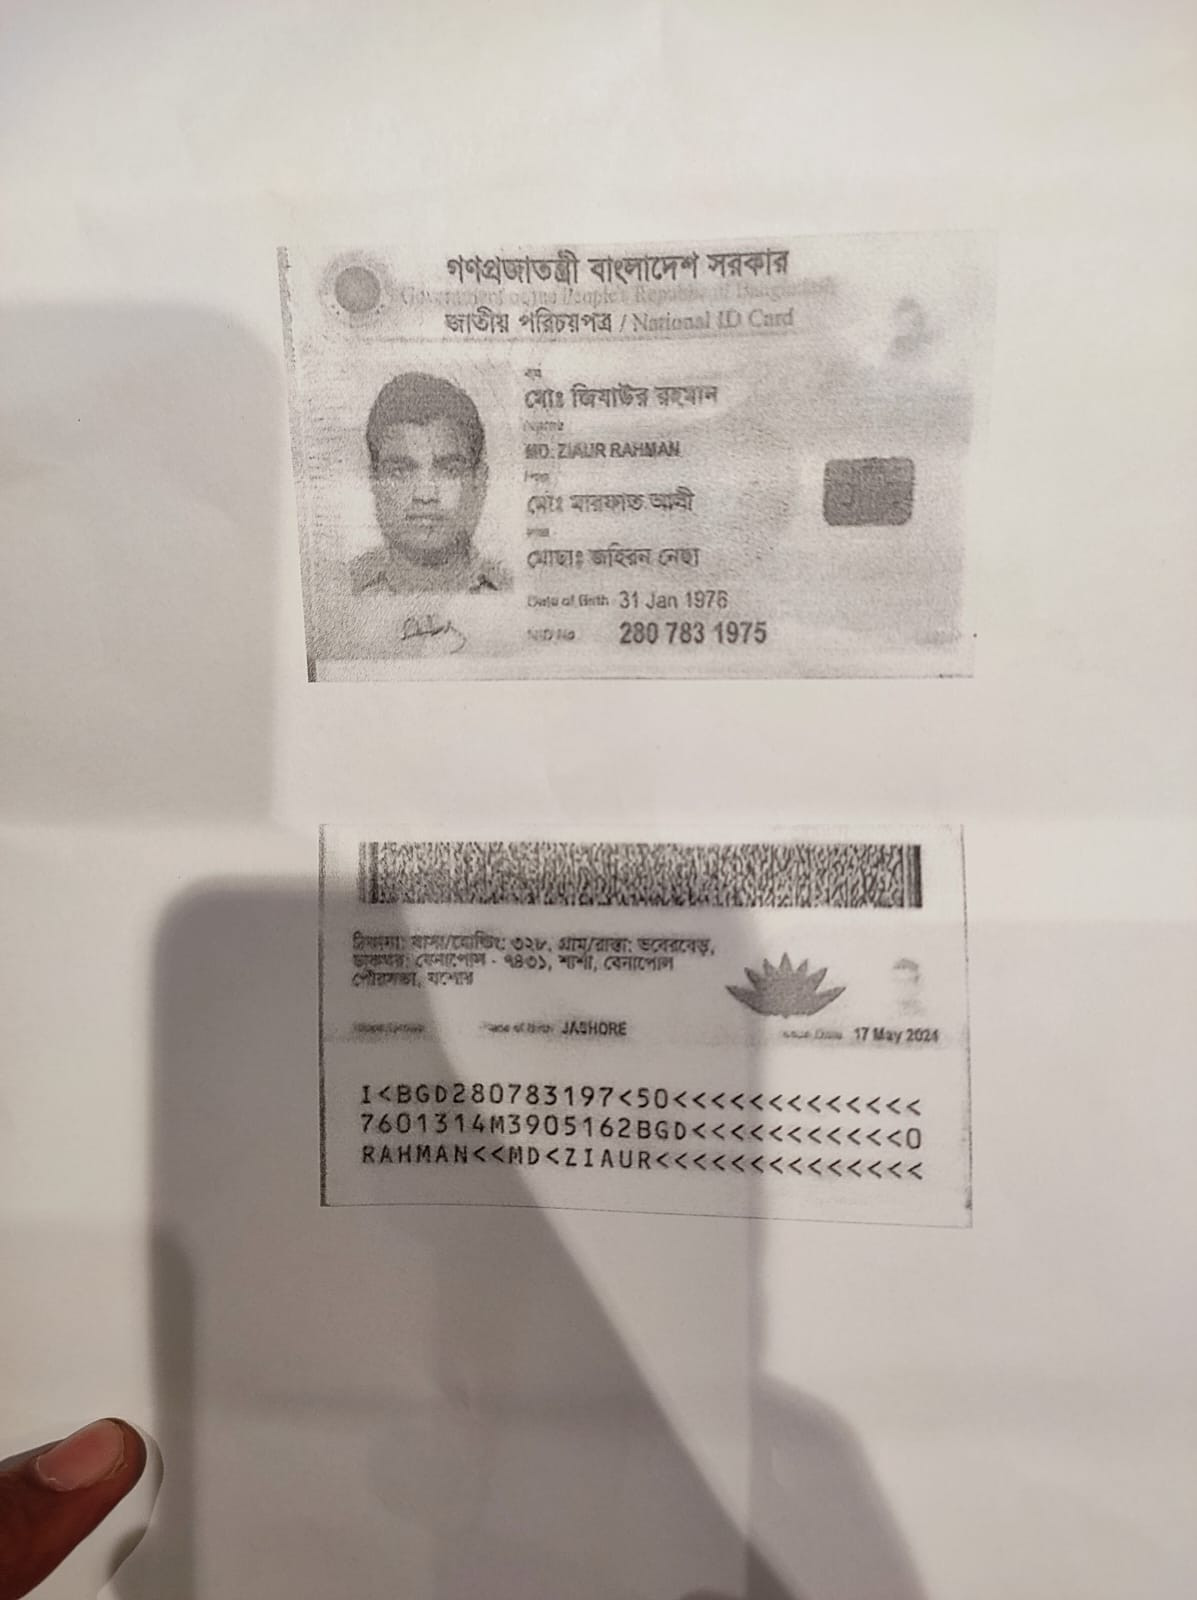 গণপ্রজাতন্ত্রী বাংলাদেশ সরকার
Government of the People's Republic of Bangladesh
জাতীয় পরিচয়পত্র / National ID Card
নাম
মোঃ জিয়াউর রহমান
Name
MD. ZIAUR RAHMAN
পিতা
মোঃ মারফাত আলী
মাতা
মোছাঃ জহিরন নেছা
Date of Birth 31 Jan 1976
NID No 280 783 1975
ঠিকানা: বাসা/হোল্ডিং: ৩২৮, গ্রাম/রাস্তা: ভবেরবেড়,
ডাকঘর: বেনাপোল - ৭৪৩১, শার্শা, বেনাপোল
পৌরসভা, যশোর
Blood Group Place of Birth: JASHORE Issue Date 17 May 2024
I<BGD280783197<50<<<<<<<<<<<<<
7601314M3905162BGD<<<<<<<<<<<0
RAHMAN<<MD<ZIAUR<<<<<<<<<<<<<<